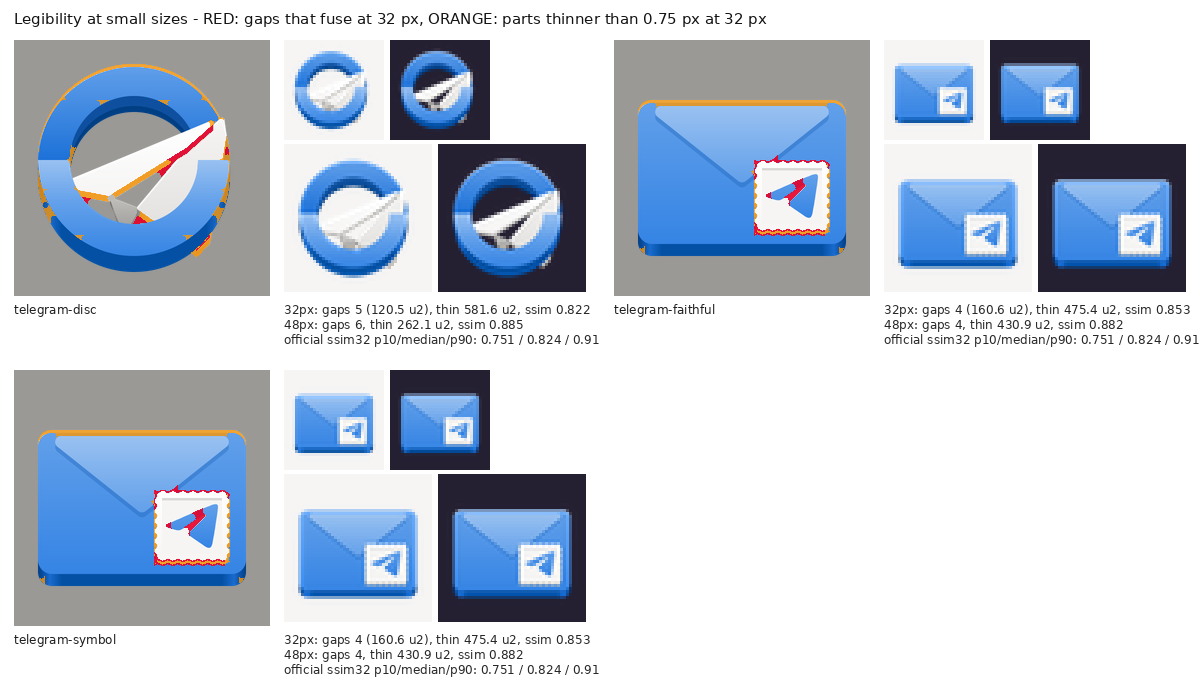 Legibility at small sizes - RED: gaps that fuse at 32 px, ORANGE: parts thinner than 0.75 px at 32 px
telegram-disc
32px: gaps 5 (120.5 u2), thin 581.6 u2, ssim 0.822
48px: gaps 6, thin 262.1 u2, ssim 0.885
official ssim32 p10/median/p90: 0.751 / 0.824 / 0.91
telegram-faithful
32px: gaps 4 (160.6 u2), thin 475.4 u2, ssim 0.853
48px: gaps 4, thin 430.9 u2, ssim 0.882
official ssim32 p10/median/p90: 0.751 / 0.824 / 0.91
telegram-symbol
32px: gaps 4 (160.6 u2), thin 475.4 u2, ssim 0.853
48px: gaps 4, thin 430.9 u2, ssim 0.882
official ssim32 p10/median/p90: 0.751 / 0.824 / 0.91